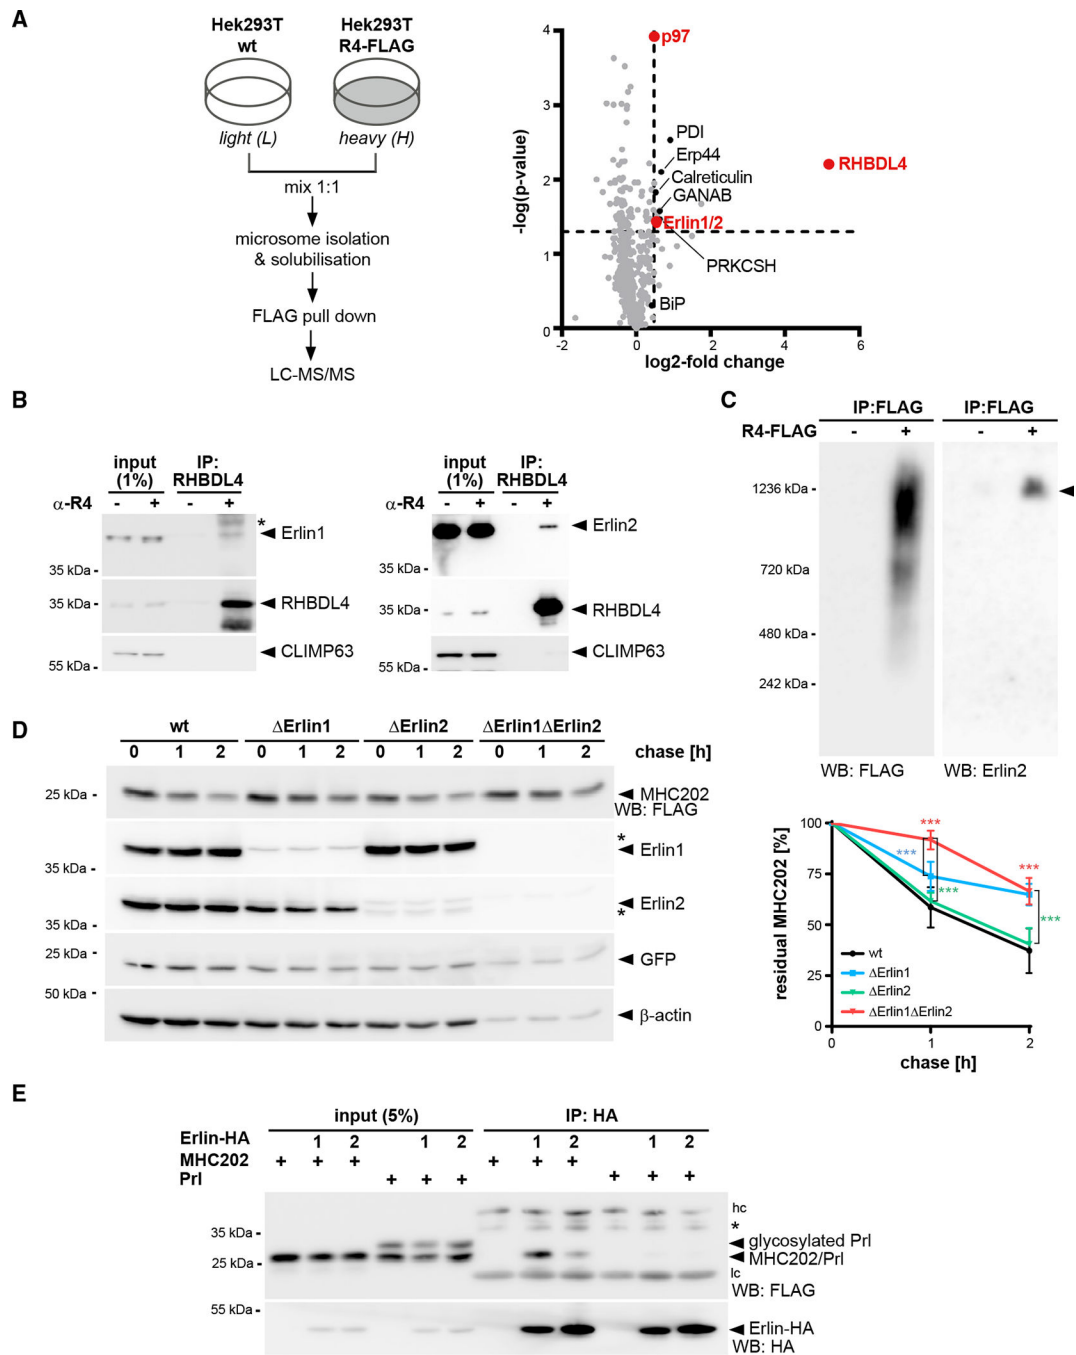 A
Hek293T
wt
Hek293T
R4-FLAG
light (L)
heavy (H)
mix 1:1
microsome isolation
& solubilisation
FLAG pull down
LC-MS/MS
-log(p-value)
4
3
2
1
0
-2
0
2
4
6
log2-fold change
p97
PDI
Erp44
Calreticulin
GANAB
Erlin1/2
PRKCSH
BiP
RHBDL4
B
input
(1%)
IP:
RHBDL4
α-R4 - + - +
*
Erlin1
35 kDa -
35 kDa -
RHBDL4
CLIMP63
55 kDa -
input
(1%)
IP:
RHBDL4
α-R4 - + - +
Erlin2
35 kDa -
35 kDa -
RHBDL4
CLIMP63
55 kDa -
C
IP:FLAG IP:FLAG
R4-FLAG - + - +
1236 kDa -
720 kDa -
480 kDa -
242 kDa -
WB: FLAG WB: Erlin2
D
wt ΔErlin1 ΔErlin2 ΔErlin1ΔErlin2
0 1 2 0 1 2 0 1 2 0 1 2 chase [h]
25 kDa -
MHC202
WB: FLAG
*
Erlin1
35 kDa -
Erlin2
*
35 kDa -
25 kDa -
GFP
50 kDa -
β-actin
residual MHC202 [%]
100
75
50
25
0
0
1
2
chase [h]
***
***
***
***
***
wt
ΔErlin1
ΔErlin2
ΔErlin1ΔErlin2
E
input (5%) IP: HA
Erlin-HA 1 2 1 2 1 2 1 2
MHC202 + + + + + +
Prl + + + + + +
hc
*
35 kDa -
glycosylated Prl
MHC202/Prl
25 kDa -
lc
WB: FLAG
55 kDa -
Erlin-HA
WB: HA